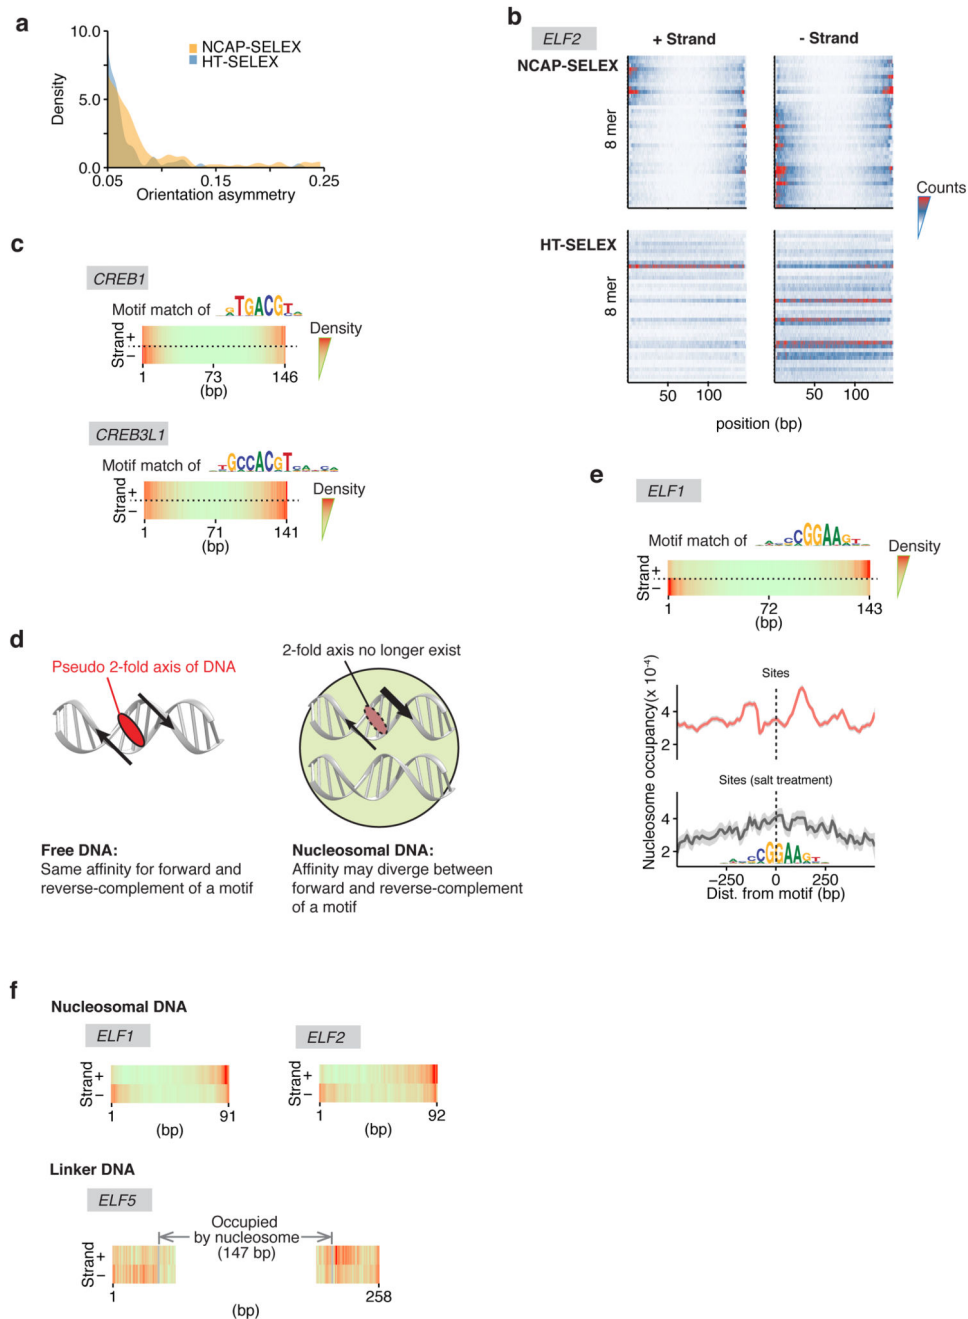 a
10.0
5.0
0.0
Density
NCAP-SELEX
HT-SELEX
0.05
0.15
0.25
Orientation asymmetry
b
ELF2
+ Strand
- Strand
NCAP-SELEX
8 mer
Counts
HT-SELEX
8 mer
50
100
50
100
position (bp)
c
CREB1
Motif match of
TGACGT
Strand
+
−
Density
1
73
146
(bp)
CREB3L1
Motif match of
TGCCACGT
Strand
+
−
Density
1
71
141
(bp)
d
Pseudo 2-fold axis of DNA
2-fold axis no longer exist
Free DNA:
Same affinity for forward and
reverse-complement of a motif
Nucleosomal DNA:
Affinity may diverge between
forward and reverse-complement
of a motif
e
ELF1
Motif match of
CCGGAAGT
Density
Strand
+
−
1
72
143
(bp)
Nucleosome occupancy(x 10⁻⁴)
Sites
4
2
Sites (salt treatment)
4
2
CCGGAAGT
−250
0
250
Dist. from motif (bp)
f
Nucleosomal DNA
ELF1
Strand
+
−
1
91
(bp)
ELF2
Strand
+
−
1
92
(bp)
Linker DNA
ELF5
Occupied
by nucleosome
(147 bp)
Strand
+
−
1
258
(bp)